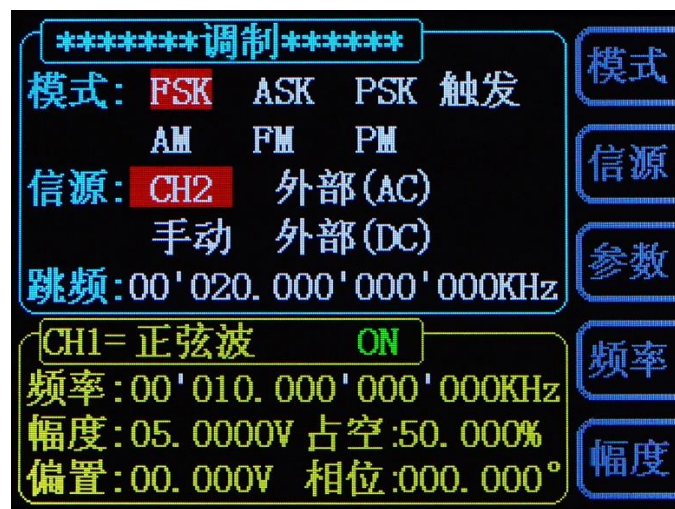 *******调制******
模式: FSK ASK PSK 触发
AM FM PM
信源: CH2 外部(AC)
手动 外部(DC)
跳频:00'020.000'000'000KHz
CH1=正弦波 ON
频率:00'010.000'000'000KHz
幅度:05.0000V 占空:50.000%
偏置:00.000V 相位:000.000°
模式
信源
参数
频率
幅度